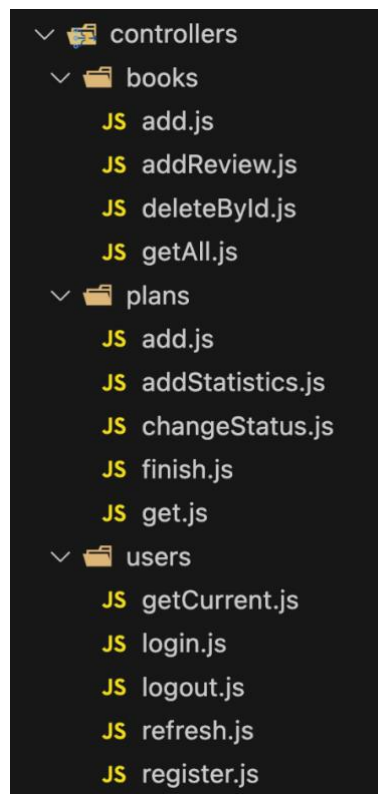 controllers
books
JS add.js
JS addReview.js
JS deleteById.js
JS getAll.js
plans
JS add.js
JS addStatistics.js
JS changeStatus.js
JS finish.js
JS get.js
users
JS getCurrent.js
JS login.js
JS logout.js
JS refresh.js
JS register.js